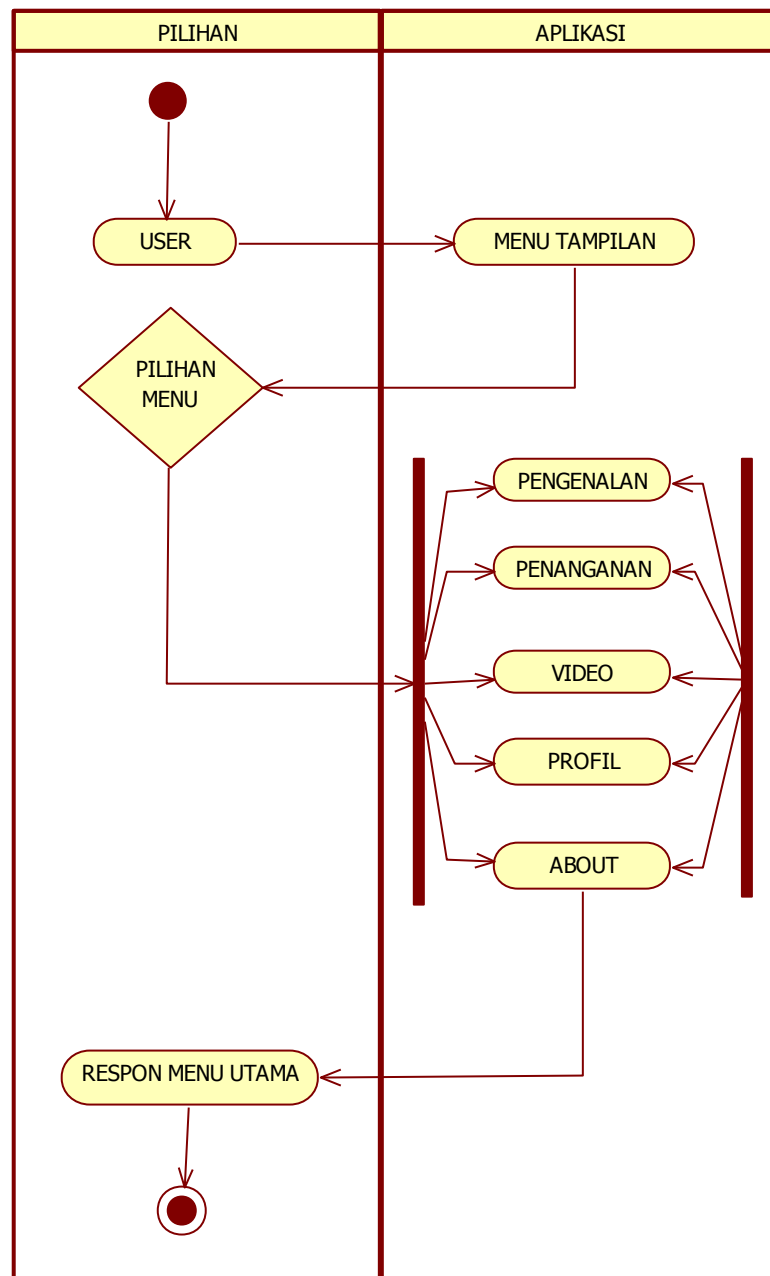 PILIHAN
APLIKASI
USER
MENU TAMPILAN
PILIHAN
MENU
PENGENALAN
PENANGANAN
VIDEO
PROFIL
ABOUT
RESPON MENU UTAMA